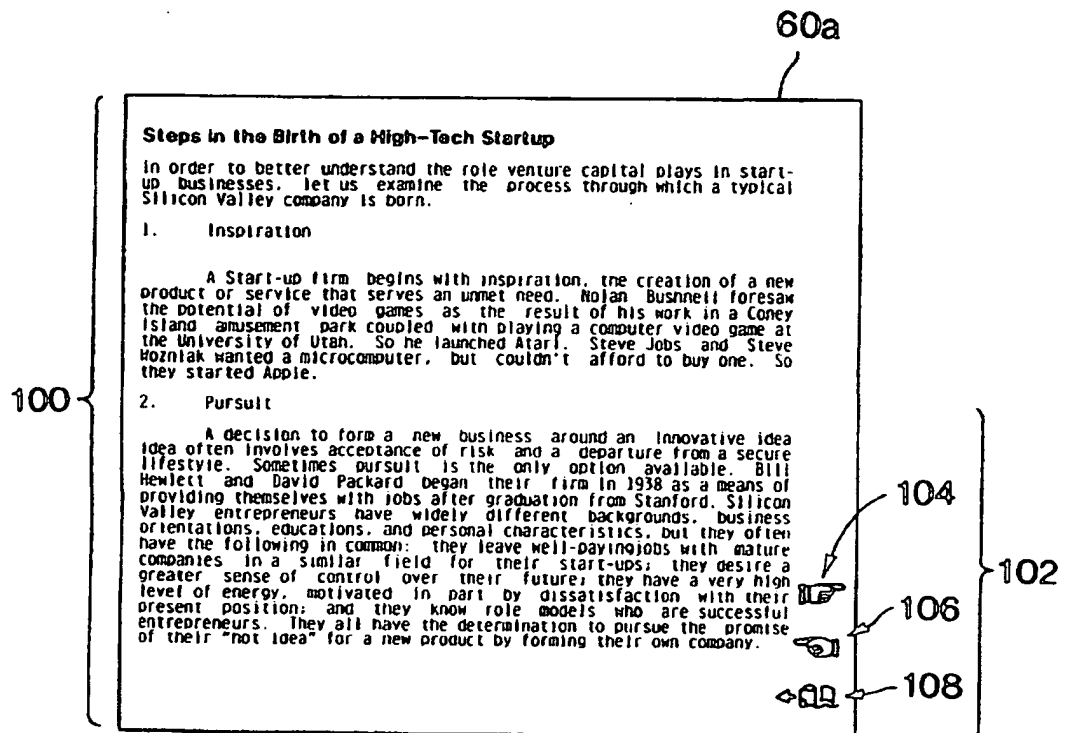 60a
Steps in the Birth of a High-Tech Startup
In order to better understand the role venture capital plays in start-
up businesses, let us examine the process through which a typical
Silicon Valley company is born.
1. Inspiration
A Start-up firm begins with inspiration, the creation of a new
product or service that serves an unmet need. Nolan Bushnell foresaw
the potential of video games as the result of his work in a Coney
Island amusement park coupled with playing a computer video game at
the University of Utah. So he launched Atari. Steve Jobs and Steve
Wozniak wanted a microcomputer, but couldn't afford to buy one. So
they started Apple.
100
2. Pursuit
A decision to form a new business around an innovative idea
idea often involves acceptance of risk and a departure from a secure
lifestyle. Sometimes pursuit is the only option available. Bill
Hewlett and David Packard began their firm in 1938 as a means of
providing themselves with jobs after graduation from Stanford. Silicon
Valley entrepreneurs have widely different backgrounds, business
orientations, educations, and personal characteristics, but they often
have the following in common: they leave well-payingjobs with mature
companies in a similar field for their start-ups; they desire a
greater sense of control over their future; they have a very high
level of energy, motivated in part by dissatisfaction with their
present position; and they know role models who are successful
entrepreneurs. They all have the determination to pursue the promise
of their "hot idea" for a new product by forming their own company.
104
102
106
108